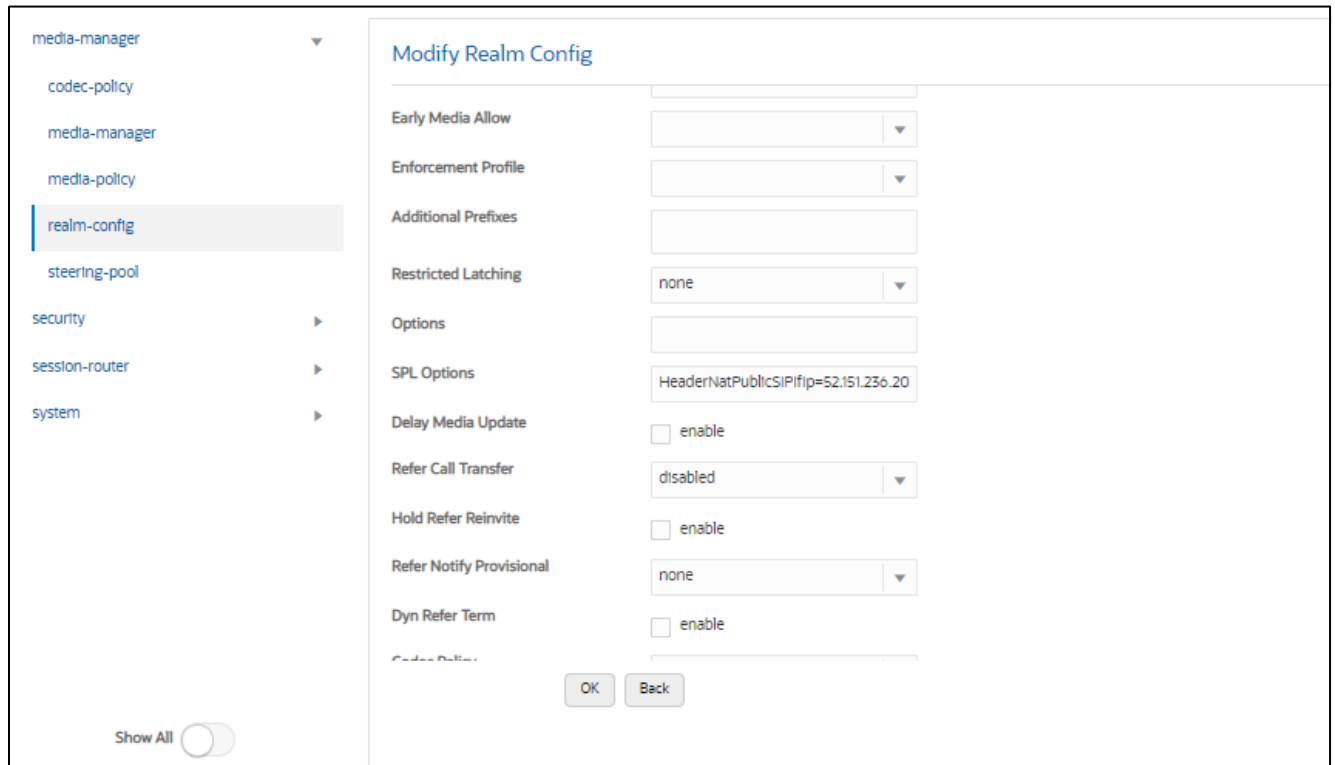 media-manager
codec-policy
media-manager
media-policy
realm-config
steering-pool
security
session-router
system
Show All
Modify Realm Config
Early Media Allow
Enforcement Profile
Additional Prefixes
Restricted Latching none
Options
SPL Options HeaderNatPublicSIPIfIp=52.151.236.20
Delay Media Update enable
Refer Call Transfer disabled
Hold Refer Reinvite enable
Refer Notify Provisional none
Dyn Refer Term enable
Codec Policy
OK Back